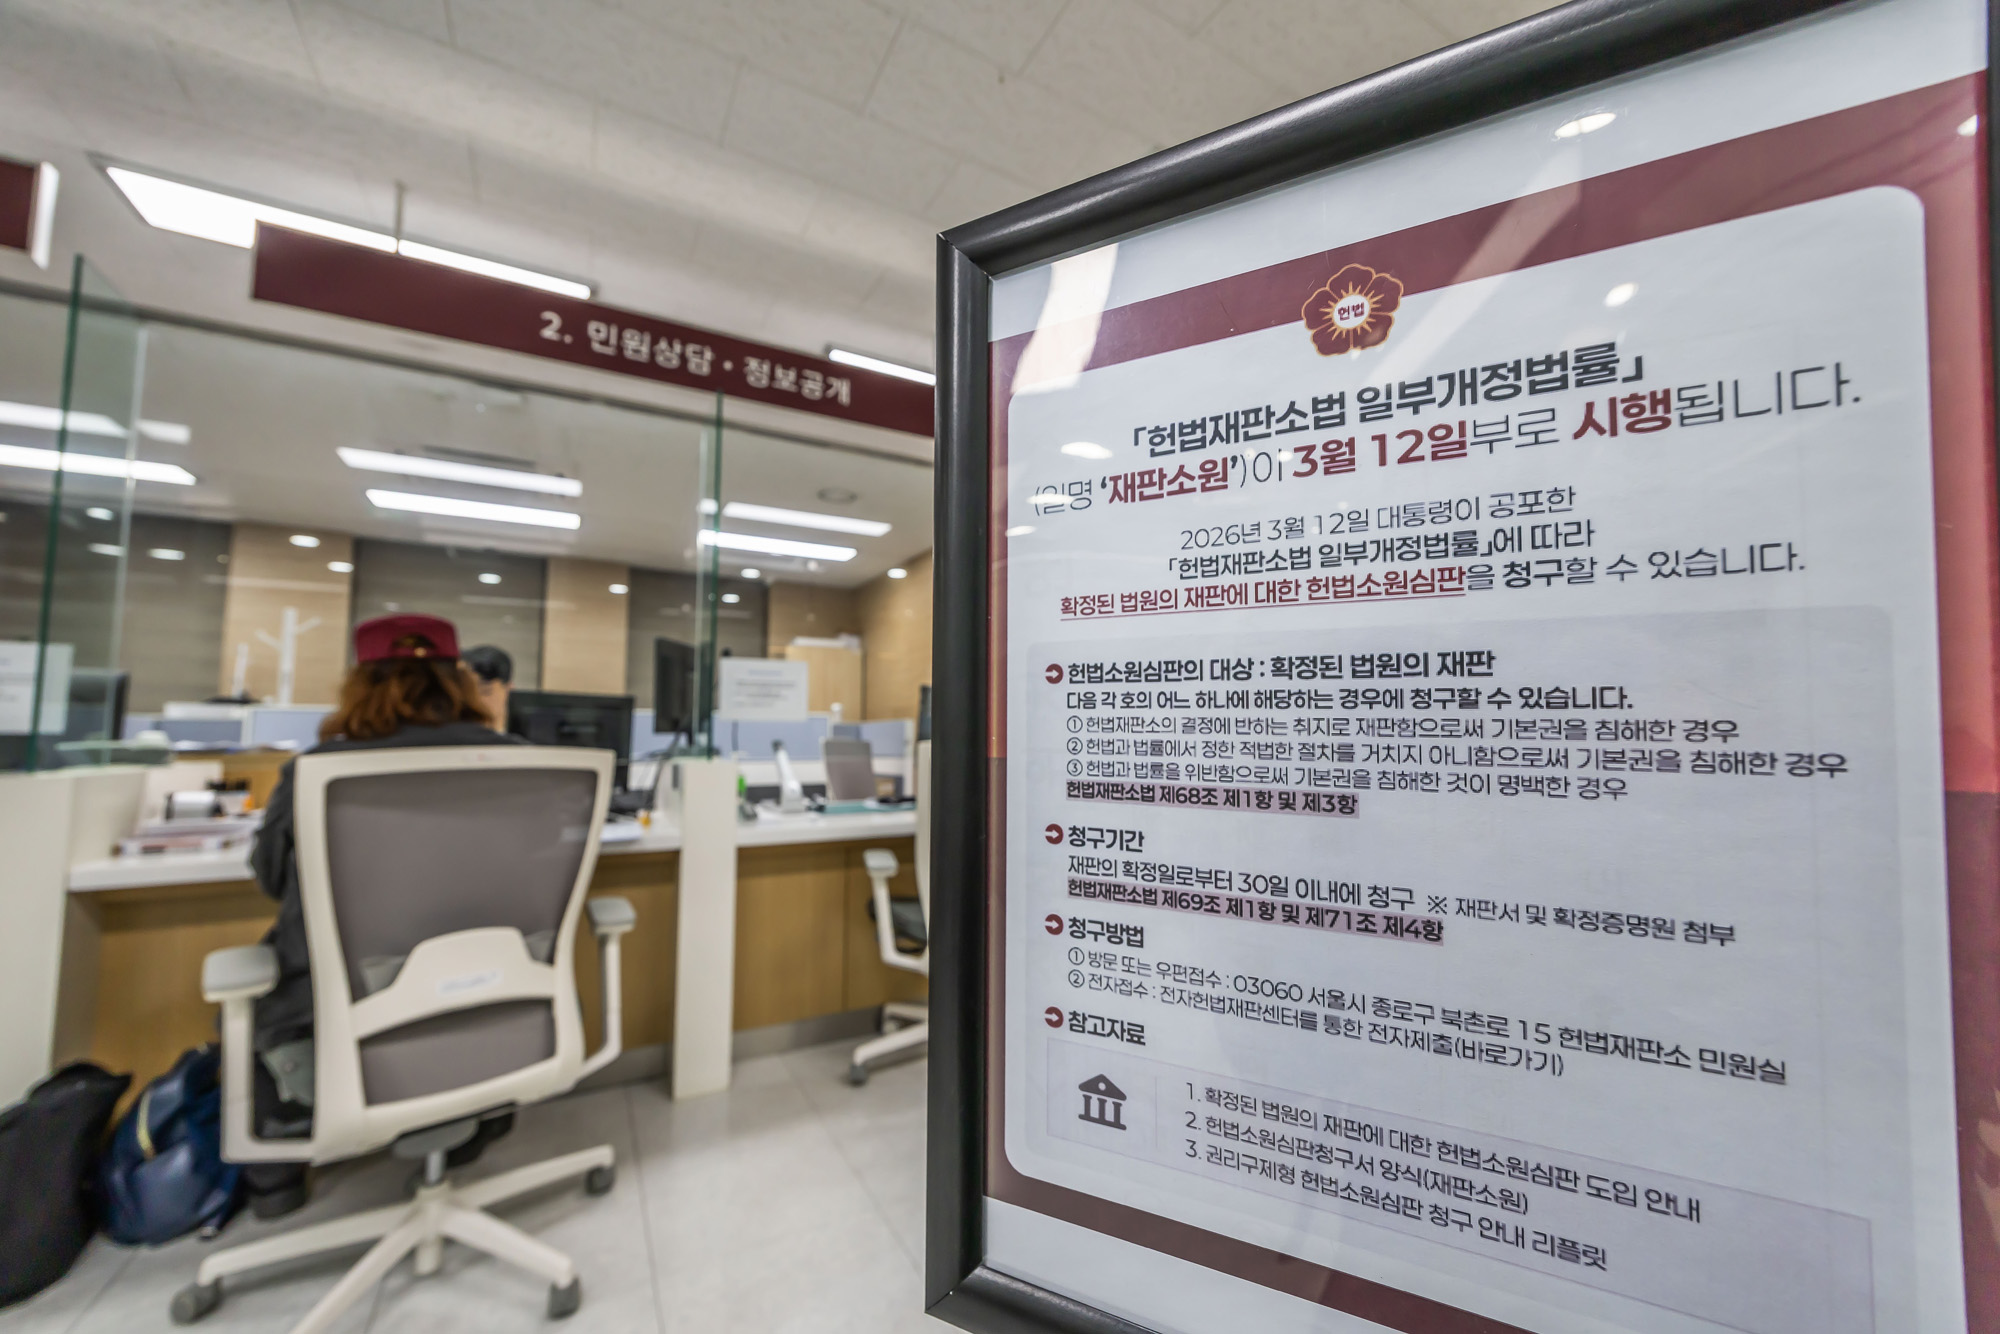 2. 민원상담·정보공개
헌법
「헌법재판소법 일부개정법률」
(일명 ‘재판소원’)이 3월 12일부로 시행됩니다.
2026년 3월 12일 대통령이 공포한
「헌법재판소법 일부개정법률」에 따라
확정된 법원의 재판에 대한 헌법소원심판을 청구할 수 있습니다.
헌법소원심판의 대상 : 확정된 법원의 재판
다음 각 호의 어느 하나에 해당하는 경우에 청구할 수 있습니다.
① 헌법재판소의 결정에 반하는 취지로 재판함으로써 기본권을 침해한 경우
② 헌법과 법률에서 정한 적법한 절차를 거치지 아니함으로써 기본권을 침해한 경우
③ 헌법과 법률을 위반함으로써 기본권을 침해한 것이 명백한 경우
헌법재판소법 제68조 제1항 및 제3항
청구기간
재판의 확정일로부터 30일 이내에 청구 ※ 재판서 및 확정증명원 첨부
헌법재판소법 제69조 제1항 및 제71조 제4항
청구방법
① 방문 또는 우편접수 : 03060 서울시 종로구 북촌로 15 헌법재판소 민원실
② 전자접수 : 전자헌법재판센터를 통한 전자제출(바로가기)
참고자료
1. 확정된 법원의 재판에 대한 헌법소원심판 도입 안내
2. 헌법소원심판청구서 양식(재판소원)
3. 권리구제형 헌법소원심판 청구 안내 리플릿